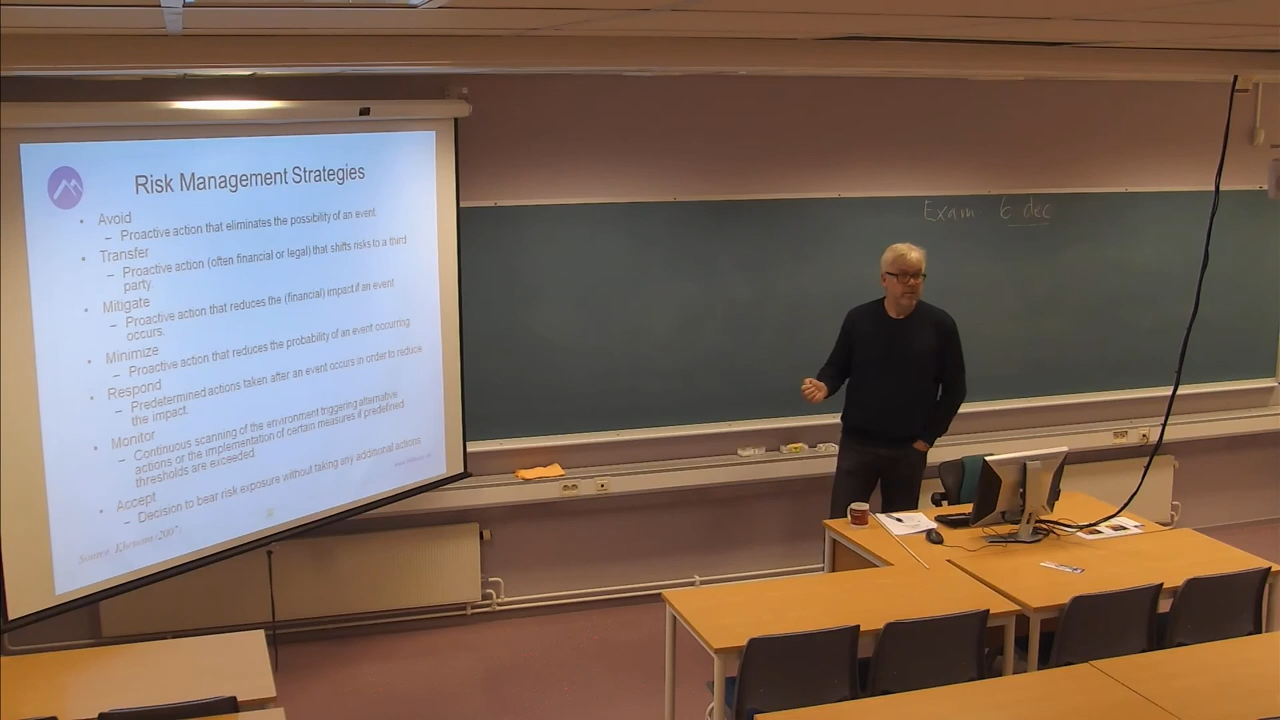 Risk Management Strategies
• Avoid
– Proactive action that eliminates the possibility of an event.
• Transfer
– Proactive action (often financial or legal) that shifts risks to a third
party.
• Mitigate
– Proactive action that reduces the (financial) impact if an event
occurs.
• Minimize
– Proactive action that reduces the probability of an event occurring
• Respond
– Predetermined actions taken after an event occurs in order to reduce
the impact.
• Monitor
– Continuous scanning of the environment triggering alternative
actions or the implementation of certain measures if predefined
thresholds are exceeded.
• Accept
– Decision to bear risk exposure without taking any additional actions
Source
Exam 6 dec